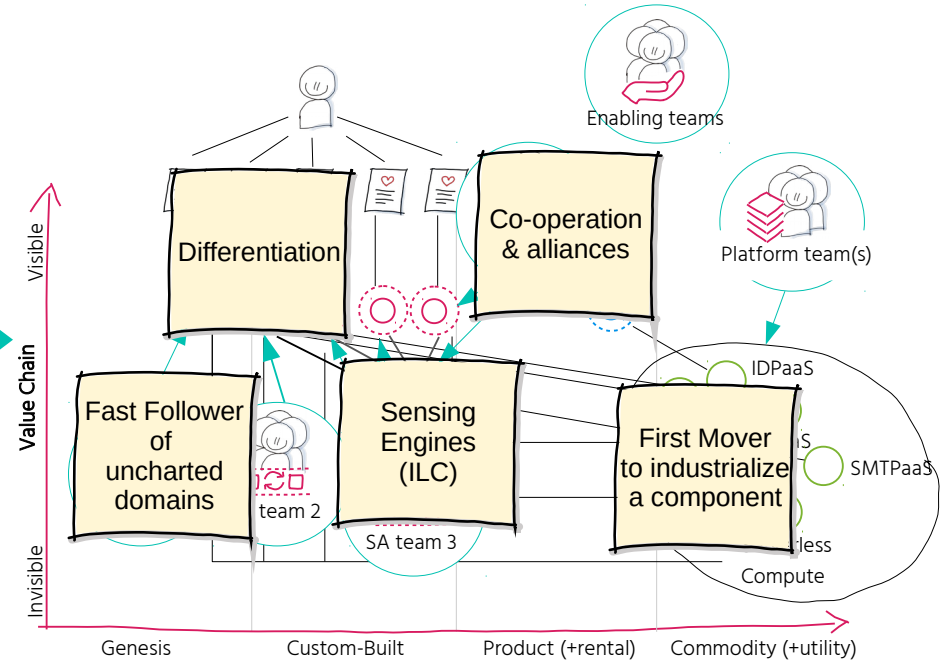 Enabling teams
Platform team(s)
Differentiation
Co-operation
& alliances
Visible
Value Chain
Invisible
Fast Follower
of
uncharted
domains
Sensing
Engines
(ILC)
First Mover
to industrialize
a component
IDPaaS
SMTPaaS
team 2
SA team 3
Compute
Genesis
Custom-Built
Product (+rental)
Commodity (+utility)